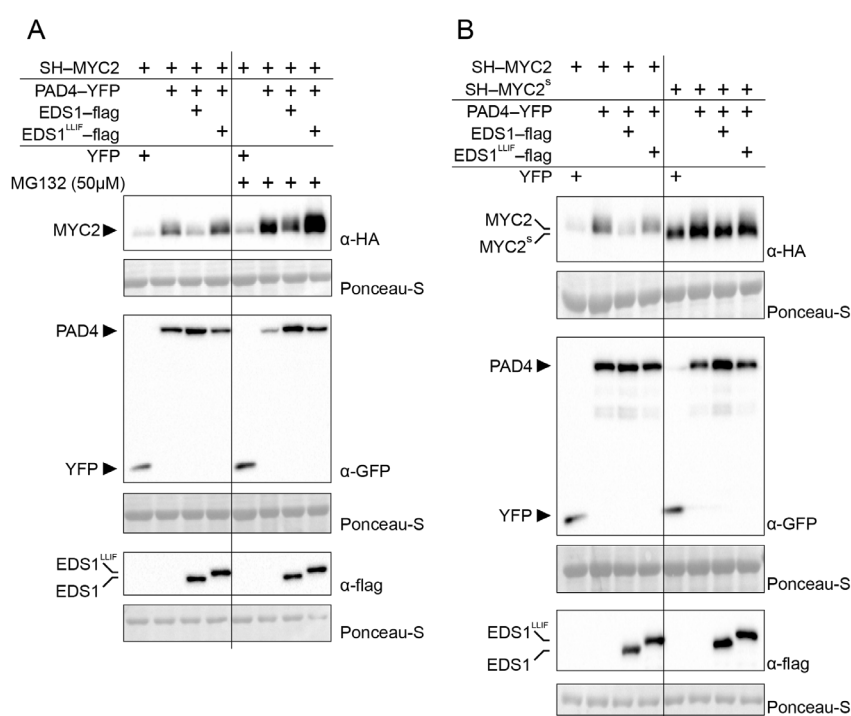 A
SH–MYC2 + + + + + + + +
PAD4–YFP + + + + + +
EDS1–flag + +
EDS1LLIF–flag + +
YFP + +
MG132 (50µM) + + + +
MYC2
α-HA
Ponceau-S
PAD4
YFP
α-GFP
Ponceau-S
EDS1LLIF
EDS1
α-flag
Ponceau-S
B
SH–MYC2 + + + +
SH–MYC2s + + + +
PAD4–YFP + + + + + +
EDS1–flag + +
EDS1LLIF–flag + +
YFP + +
MYC2
MYC2s
α-HA
Ponceau-S
PAD4
YFP
α-GFP
Ponceau-S
EDS1LLIF
EDS1
α-flag
Ponceau-S